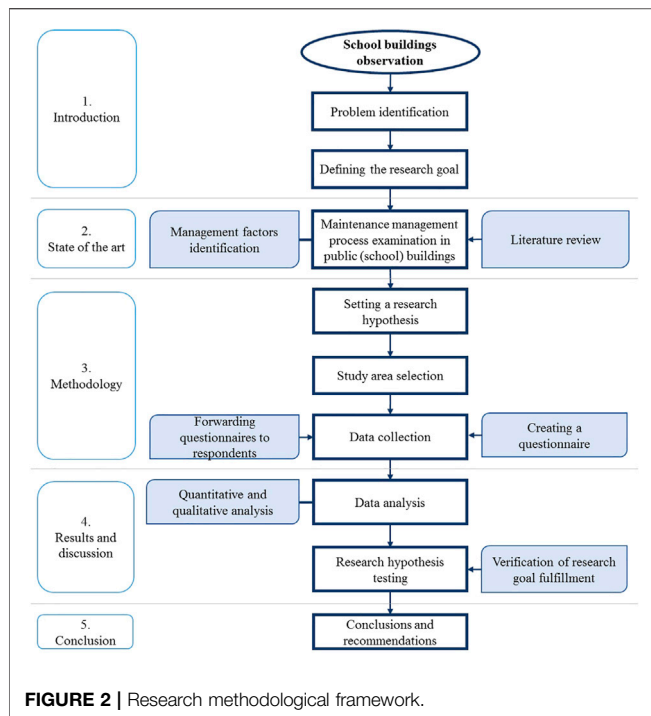 School buildings
observation
1.
Introduction
Problem identification
Defining the research goal
2.
State of the art
Management factors
identification
Maintenance management
process examination in
public (school) buildings
Literature review
Setting a research
hypothesis
3.
Methodology
Study area selection
Forwarding
questionnaires to
respondents
Data collection
Creating a
questionnaire
4.
Results and
discussion
Quantitative and
qualitative analysis
Data analysis
Research hypothesis
testing
Verification of research
goal fulfillment
5.
Conclusion
Conclusions and
recommendations
FIGURE 2 | Research methodological framework.